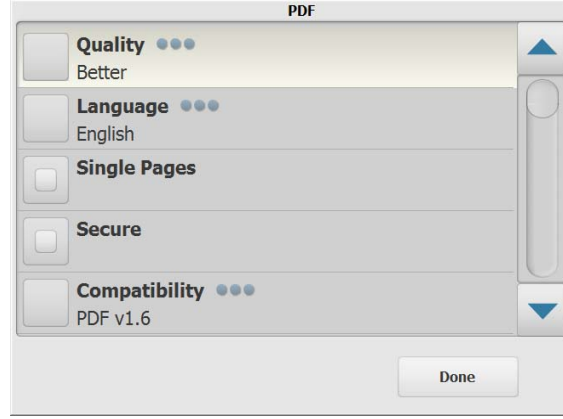 PDF
Quality
Better
Language
English
Single Pages
Secure
Compatibility
PDF v1.6
Done